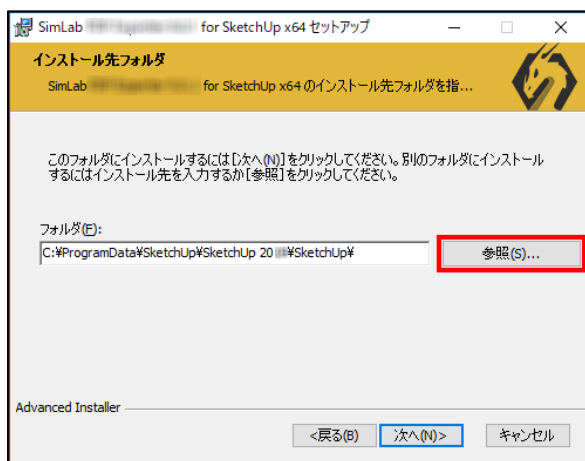 SimLab for SketchUp x64 セットアップ
インストール先フォルダ
SimLab for SketchUp x64 のインストール先フォルダを指...
このフォルダにインストールするには[次へ(N)]をクリックしてください。別のフォルダにインストール
するにはインストール先を入力するか[参照]をクリックしてください。
フォルダ(F):
C:¥ProgramData¥SketchUp¥SketchUp 20 ¥SketchUp¥
参照(S)...
Advanced Installer
<戻る(B)
次へ(N)>
キャンセル